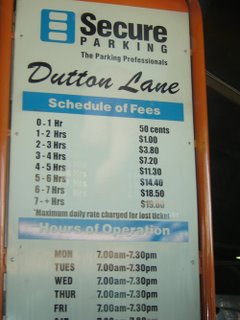 Secure
PARKING
The Parking Professionals
Dutton Lane
Schedule of Fees
0 - 1 Hr 50 cents
1 - 2 Hrs $1.00
2 - 3 Hrs $3.80
3 - 4 Hrs $7.20
4 - 5 Hrs $11.30
5 - 6 Hrs $14.40
6 - 7 Hrs $18.50
7 - + Hrs $19.00
*Maximum daily rate charged for lost ticket
Hours of Operation
MON 7.00am-7.30pm
TUES 7.00am-7.30pm
WED 7.00am-7.30pm
THUR 7.00am-7.30pm
FRI 7.00am-7.30pm